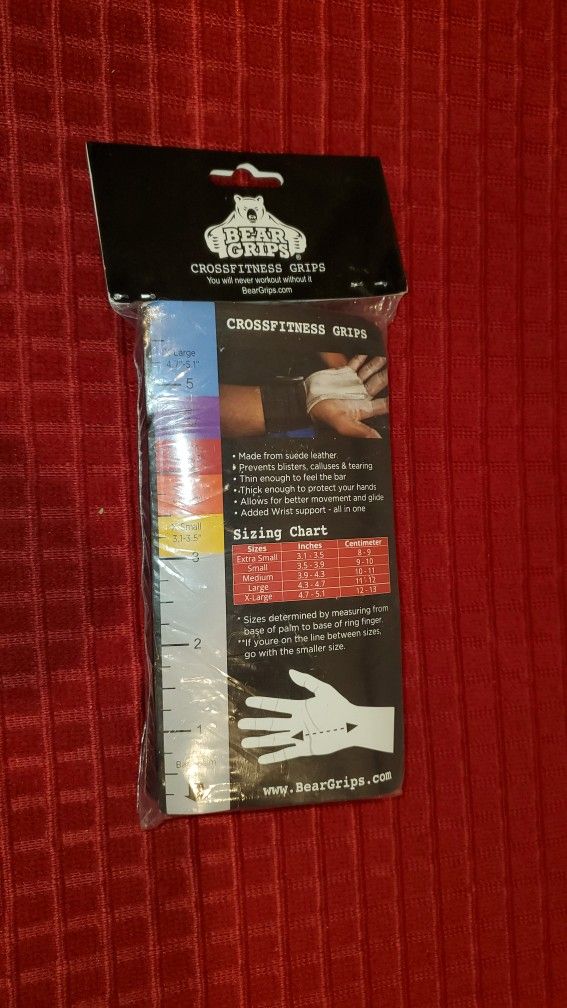 BEAR
GRIPS®
CROSSFITNESS GRIPS
You will never workout without it
BearGrips.com
CROSSFITNESS GRIPS
Large
4.7"-5.1"
5
• Made from suede leather.
• Prevents blisters, calluses & tearing
• Thin enough to feel the bar
• Thick enough to protect your hands
• Allows for better movement and glide
• Added Wrist support - all in one
X-Small
3.1-3.5"
3
Sizing Chart
Sizes Inches Centimeter
Extra Small 3.1 - 3.5 8 - 9
Small 3.5 - 3.9 9 - 10
Medium 3.9 - 4.3 10 - 11
Large 4.3 - 4.7 11 - 12
X-Large 4.7 - 5.1 12 - 13
* Sizes determined by measuring from
base of palm to base of ring finger.
**If youre on the line between sizes,
go with the smaller size.
2
1
www.BearGrips.com